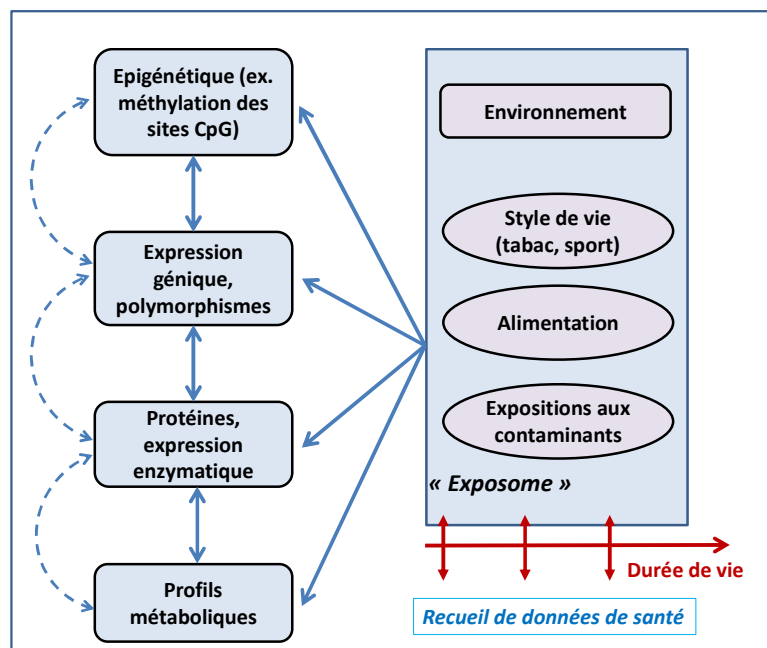 Epigénétique (ex.
méthylation des
sites CpG)
Expression
génique,
polymorphismes
Protéines,
expression
enzymatique
Profils
métaboliques
Environnement
Style de vie
(tabac, sport)
Alimentation
Expositions aux
contaminants
« Exposome »
Durée de vie
Recueil de données de santé